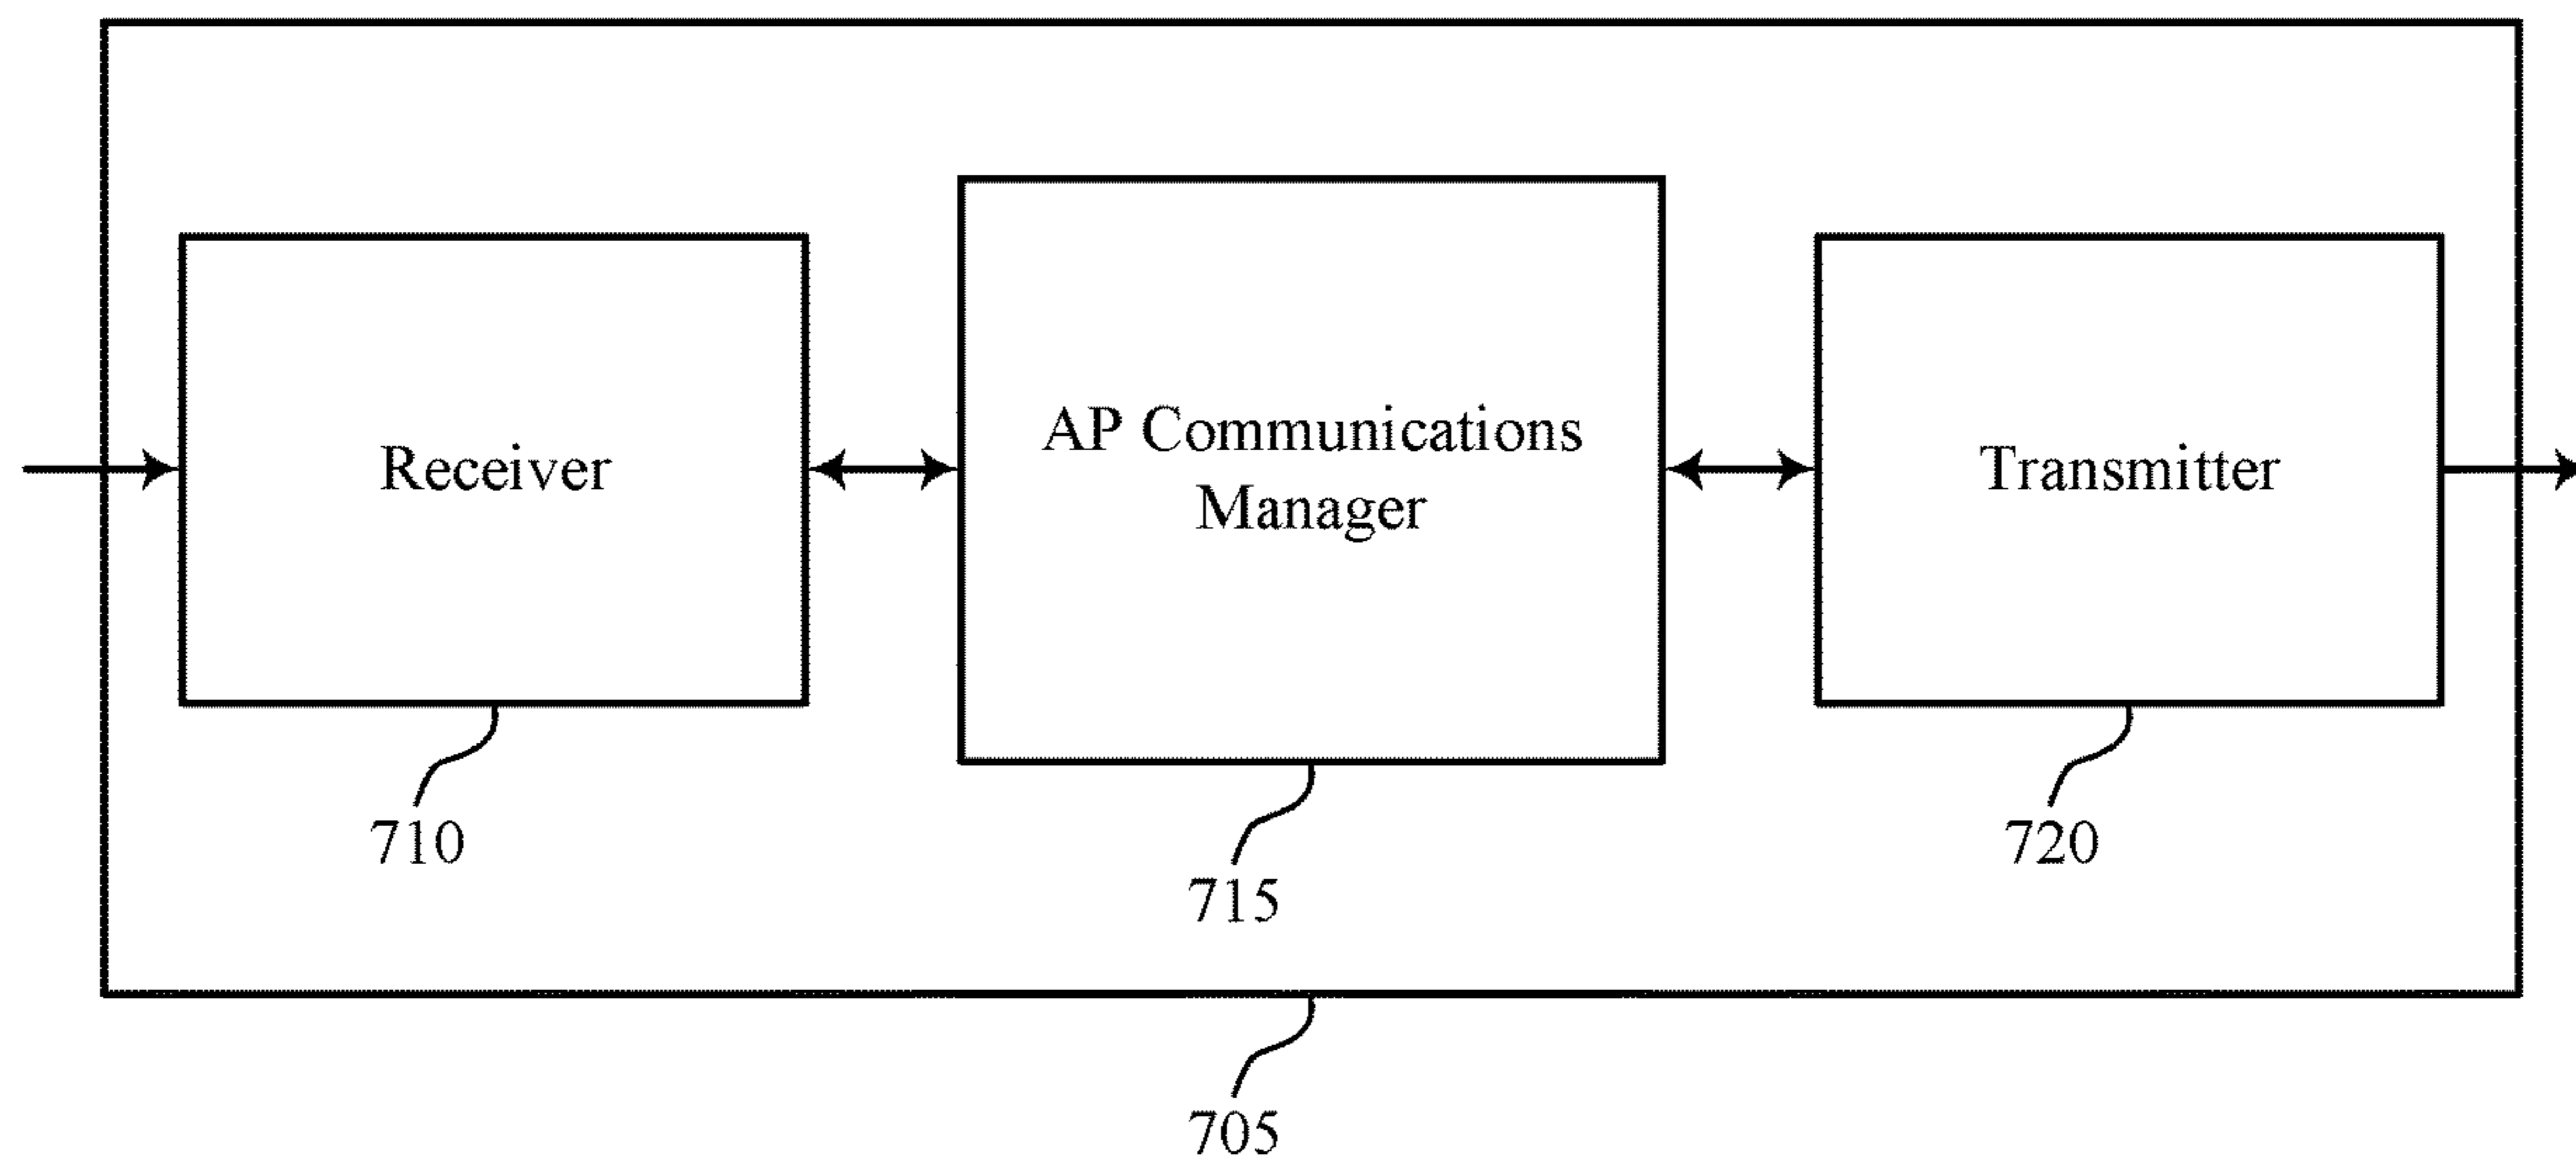 Receiver
AP Communications
Manager
Transmitter
710
715
720
705